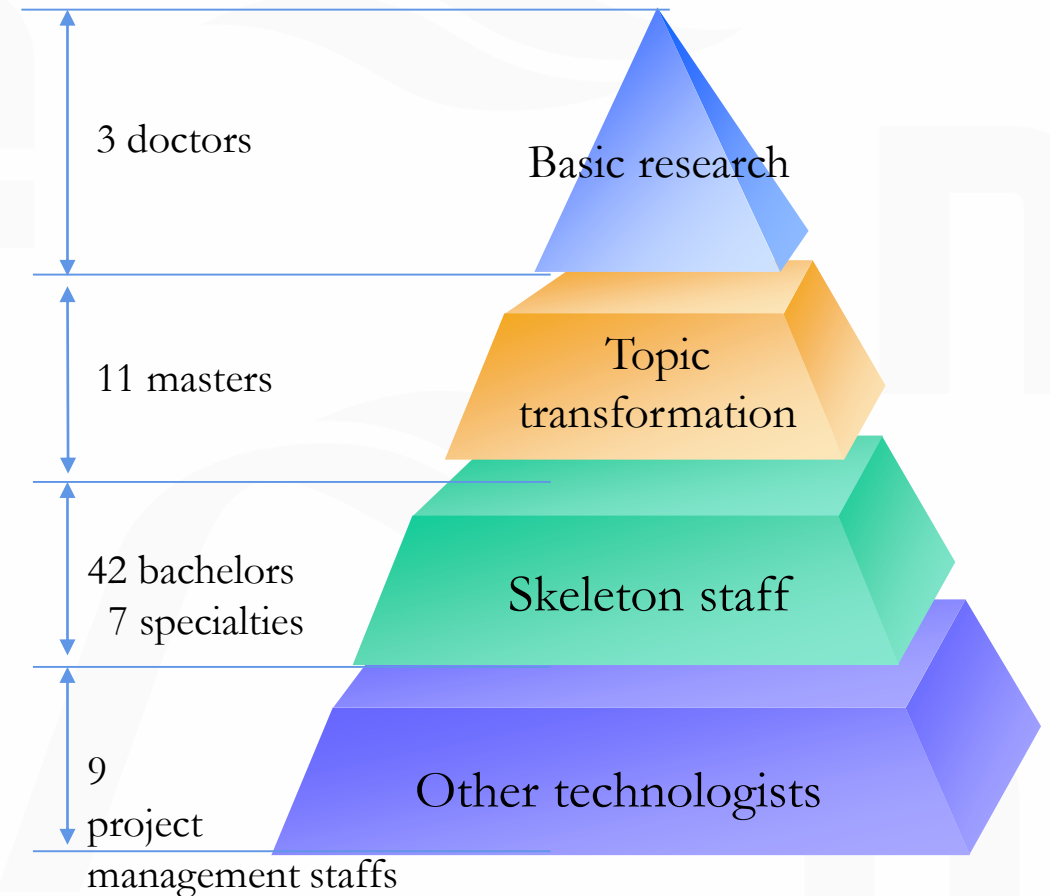 3 doctors
Basic research
11 masters
Topic
transformation
42 bachelors
7 specialties
Skeleton staff
9
project
management staffs
Other technologists